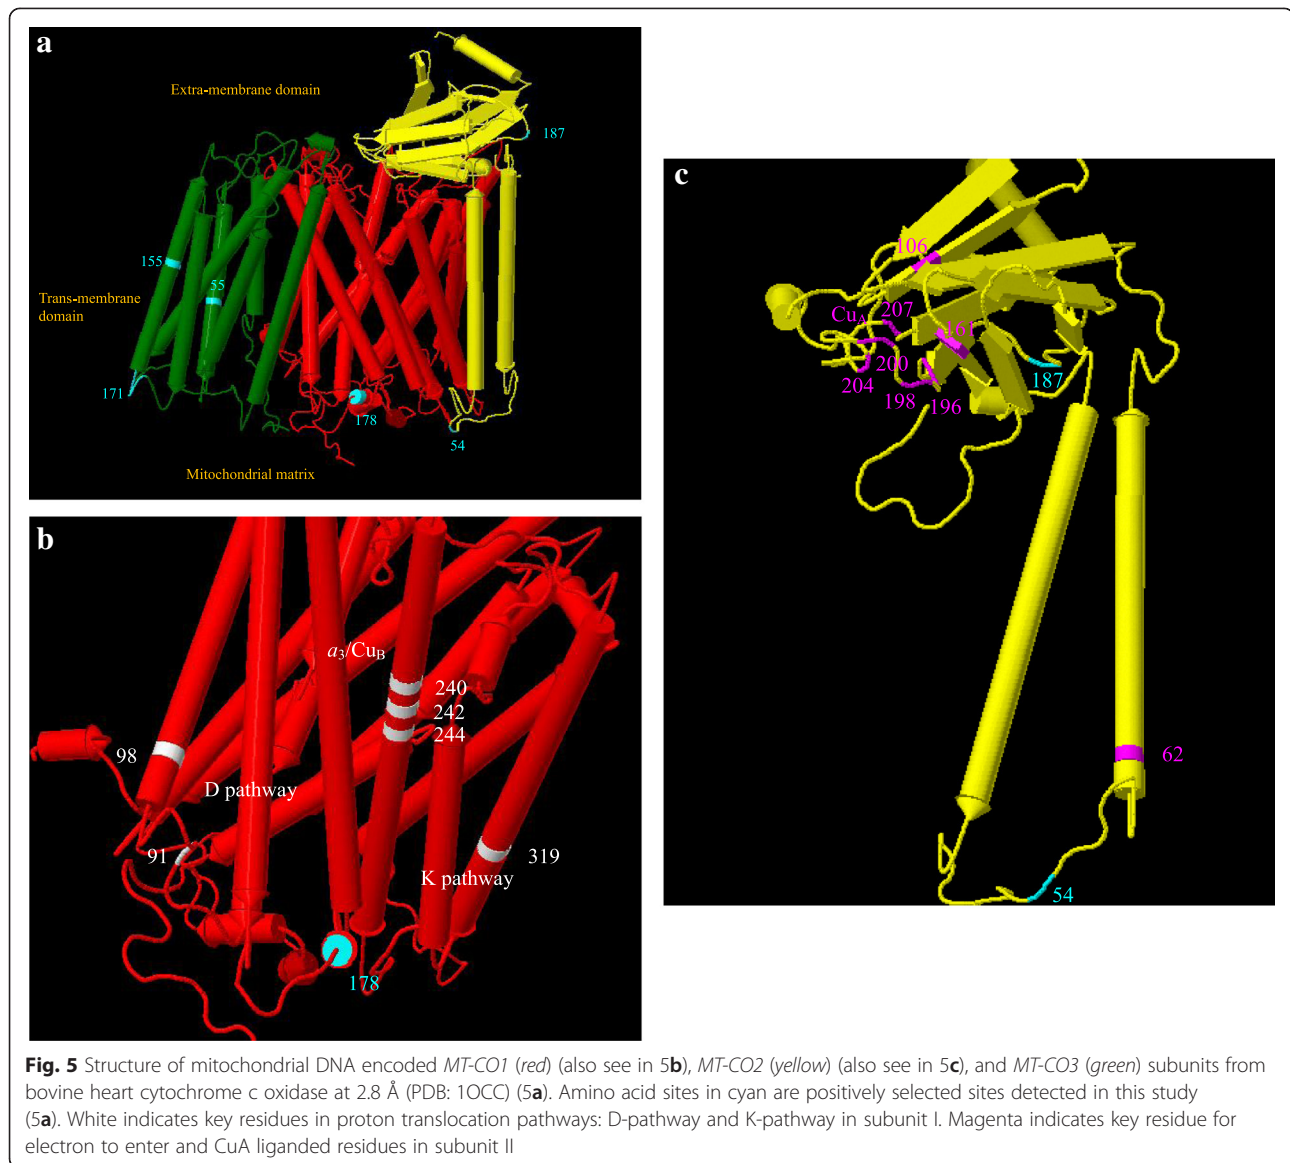 a
Extra-membrane domain
187
155
55
Trans-membrane
domain
171
178
54
Mitochondrial matrix
b
a3/CuB
240
242
244
98
D pathway
91
319
K pathway
178
c
106
CuA
207
161
200
204
187
198
196
62
54
Fig. 5 Structure of mitochondrial DNA encoded MT-CO1 (red) (also see in 5b), MT-CO2 (yellow) (also see in 5c), and MT-CO3 (green) subunits from
bovine heart cytochrome c oxidase at 2.8 Å (PDB: 1OCC) (5a). Amino acid sites in cyan are positively selected sites detected in this study
(5a). White indicates key residues in proton translocation pathways: D-pathway and K-pathway in subunit I. Magenta indicates key residue for
electron to enter and CuA liganded residues in subunit II